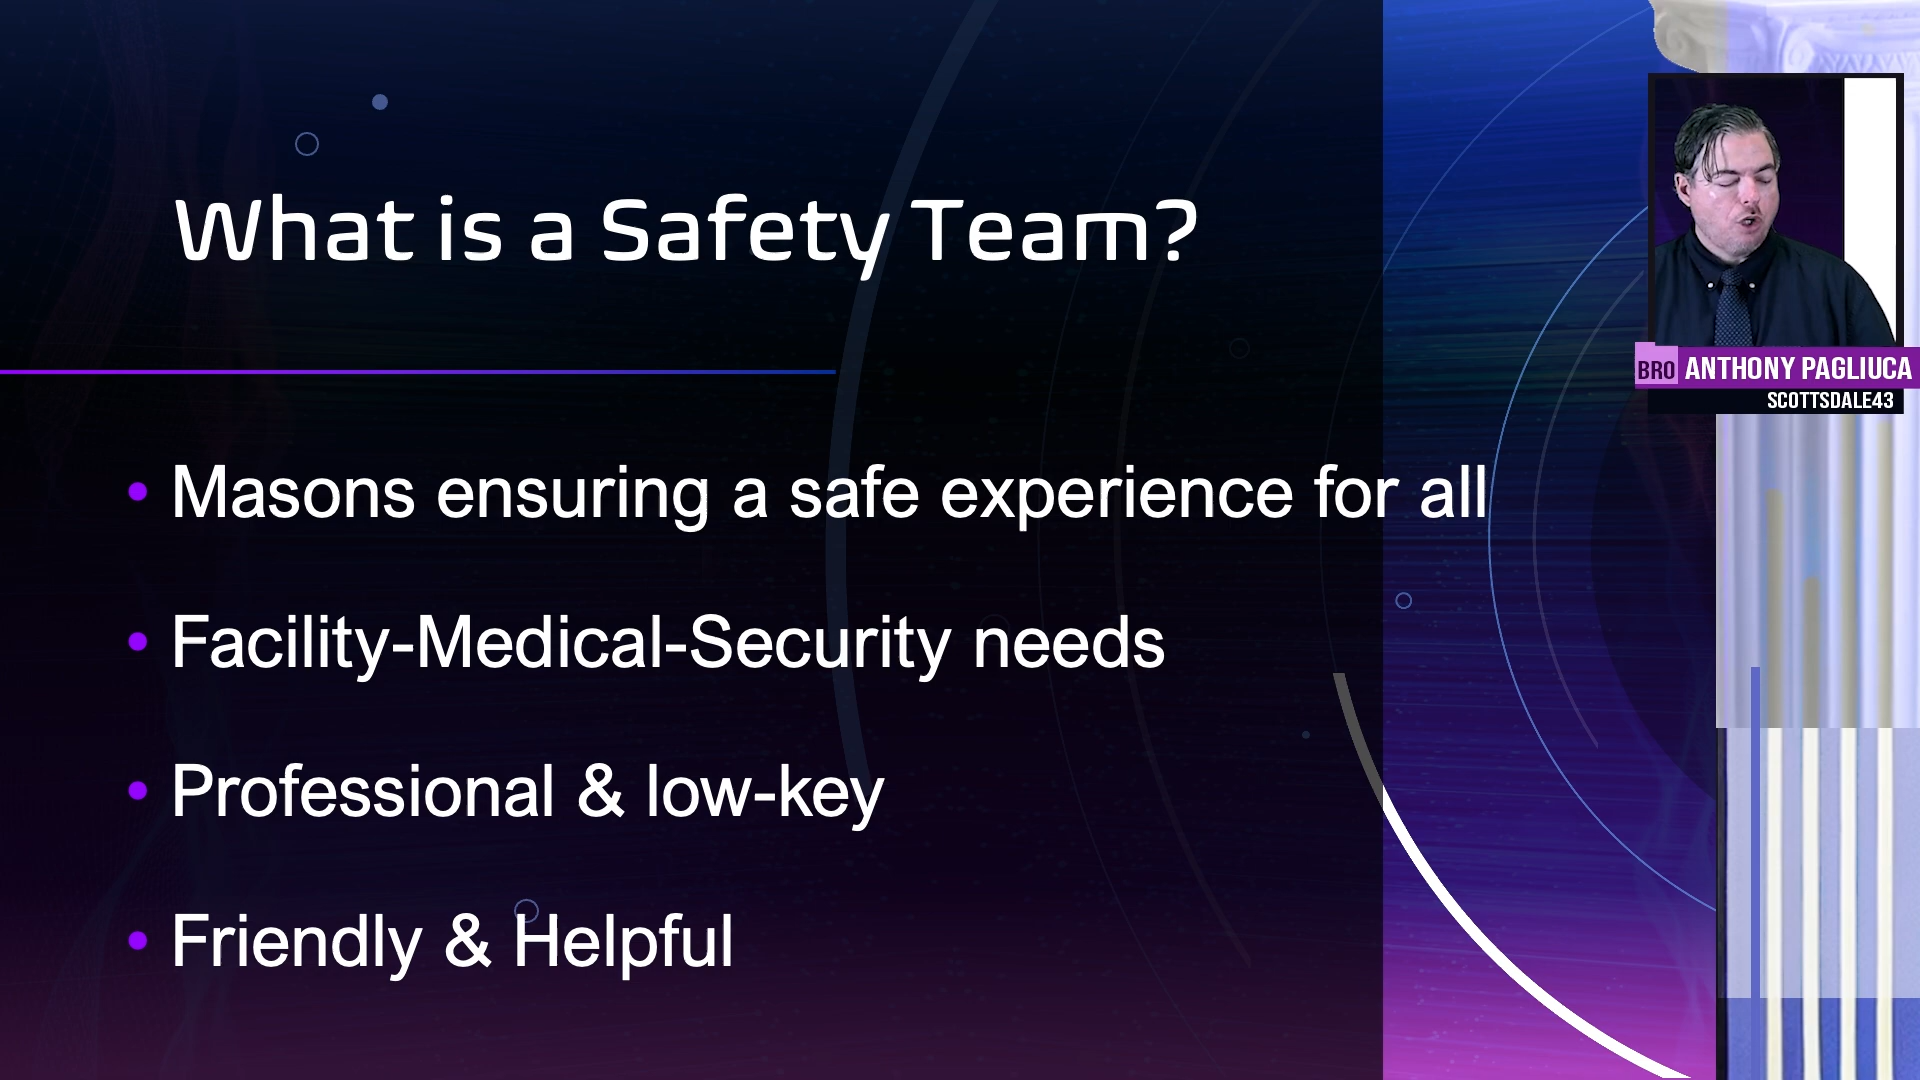 What is a Safety Team?
BRO ANTHONY PAGLIUCA
SCOTTSDALE43
• Masons ensuring a safe experience for all
• Facility-Medical-Security needs
• Professional & low-key
• Friendly & Helpful